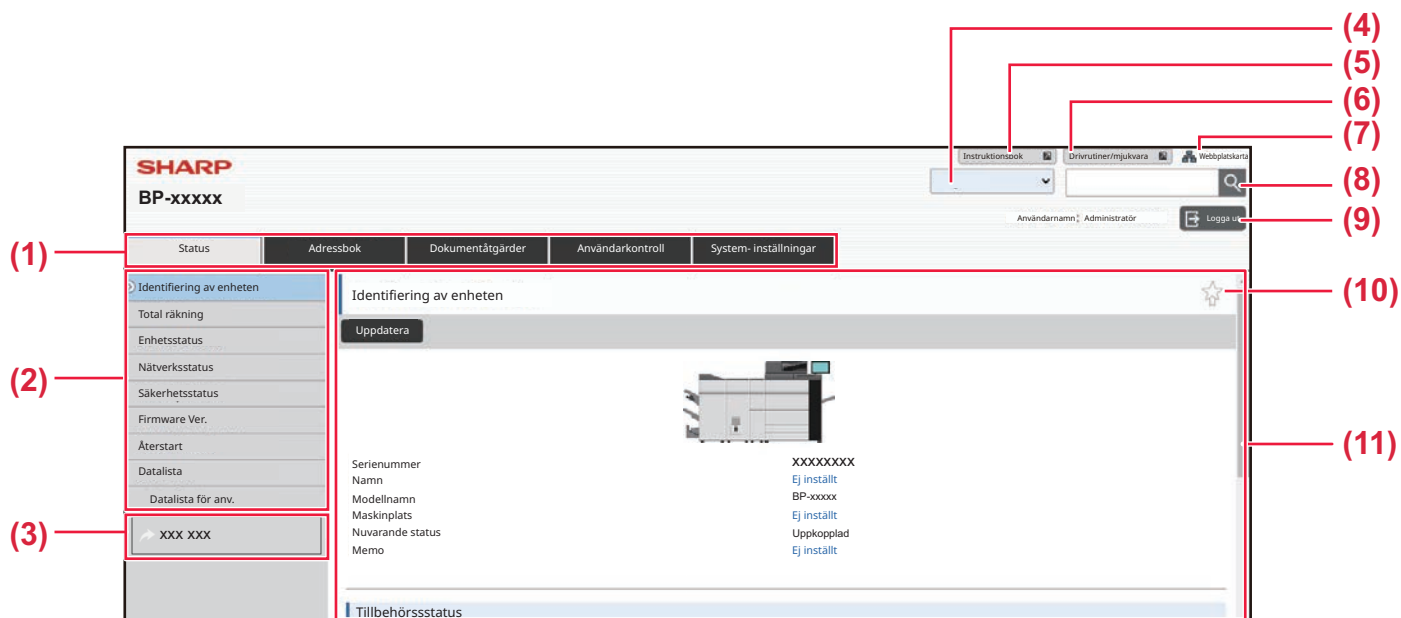 (4)
(5)
(6)
(7)
Instruktionsbok
Drivrutiner/mjukvara
Webbplatskarta
SHARP
BP-xxxxx
(8)
Användarnamn: Administratör
Logga ut
(9)
(1)
Status
Adressbok
Dokumentåtgärder
Användarkontroll
System- inställningar
(2)
Identifiering av enheten
Total räkning
Enhetsstatus
Nätverksstatus
Säkerhetsstatus
Firmware Ver.
Återstart
Datalista
Datalista för anv.
(3)
XXX XXX
Identifiering av enheten
(10)
Uppdatera
(11)
Serienummer XXXXXXXX
Namn Ej inställt
Modellnamn BP-xxxxx
Maskinplats Ej inställt
Nuvarande status Uppkopplad
Memo Ej inställt
Tillbehörssstatus